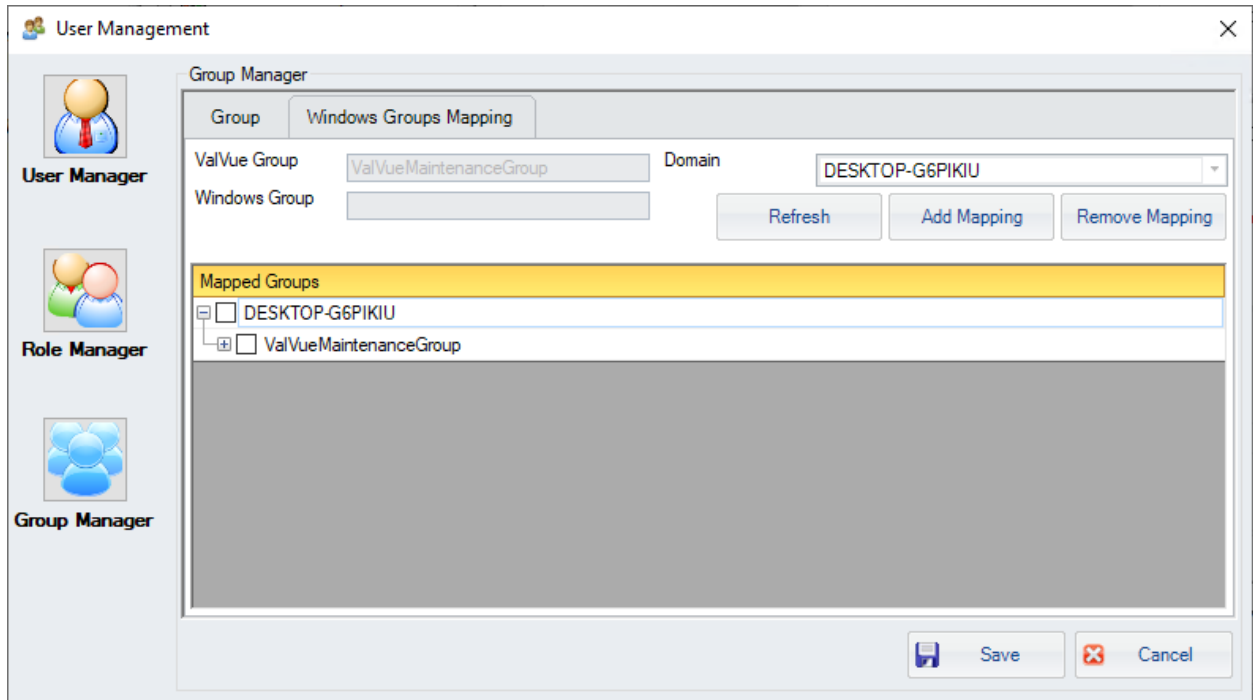 User Management
User Manager
Role Manager
Group Manager
Group Manager
Group
Windows Groups Mapping
ValVue Group
ValVueMaintenanceGroup
Domain
DESKTOP-G6PIKIU
Windows Group
Refresh
Add Mapping
Remove Mapping
Mapped Groups
DESKTOP-G6PIKIU
ValVueMaintenanceGroup
Save
Cancel